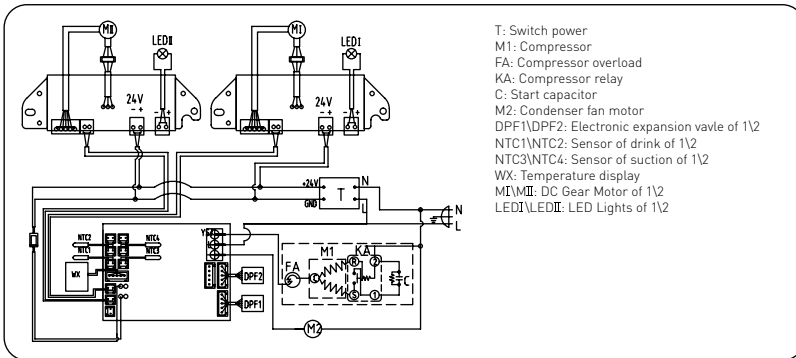 MⅡ
LEDⅡ
MⅠ
LEDⅠ
24V
- +
- +
24V
- +
- +
+24V
GND
T
N
L
N
L
NTC2
NTC4
NTC1
NTC3
WX
L
DPF2
DPF1
M1
KA
FA
C
R
2
S
1
C
M2
T: Switch power
M1: Compressor
FA: Compressor overload
KA: Compressor relay
C: Start capacitor
M2: Condenser fan motor
DPF1\DPF2: Electronic expansion vavle of 1\2
NTC1\NTC2: Sensor of drink of 1\2
NTC3\NTC4: Sensor of suction of 1\2
WX: Temperature display
MⅠ\MⅡ: DC Gear Motor of 1\2
LEDⅠ\LEDⅡ: LED Lights of 1\2